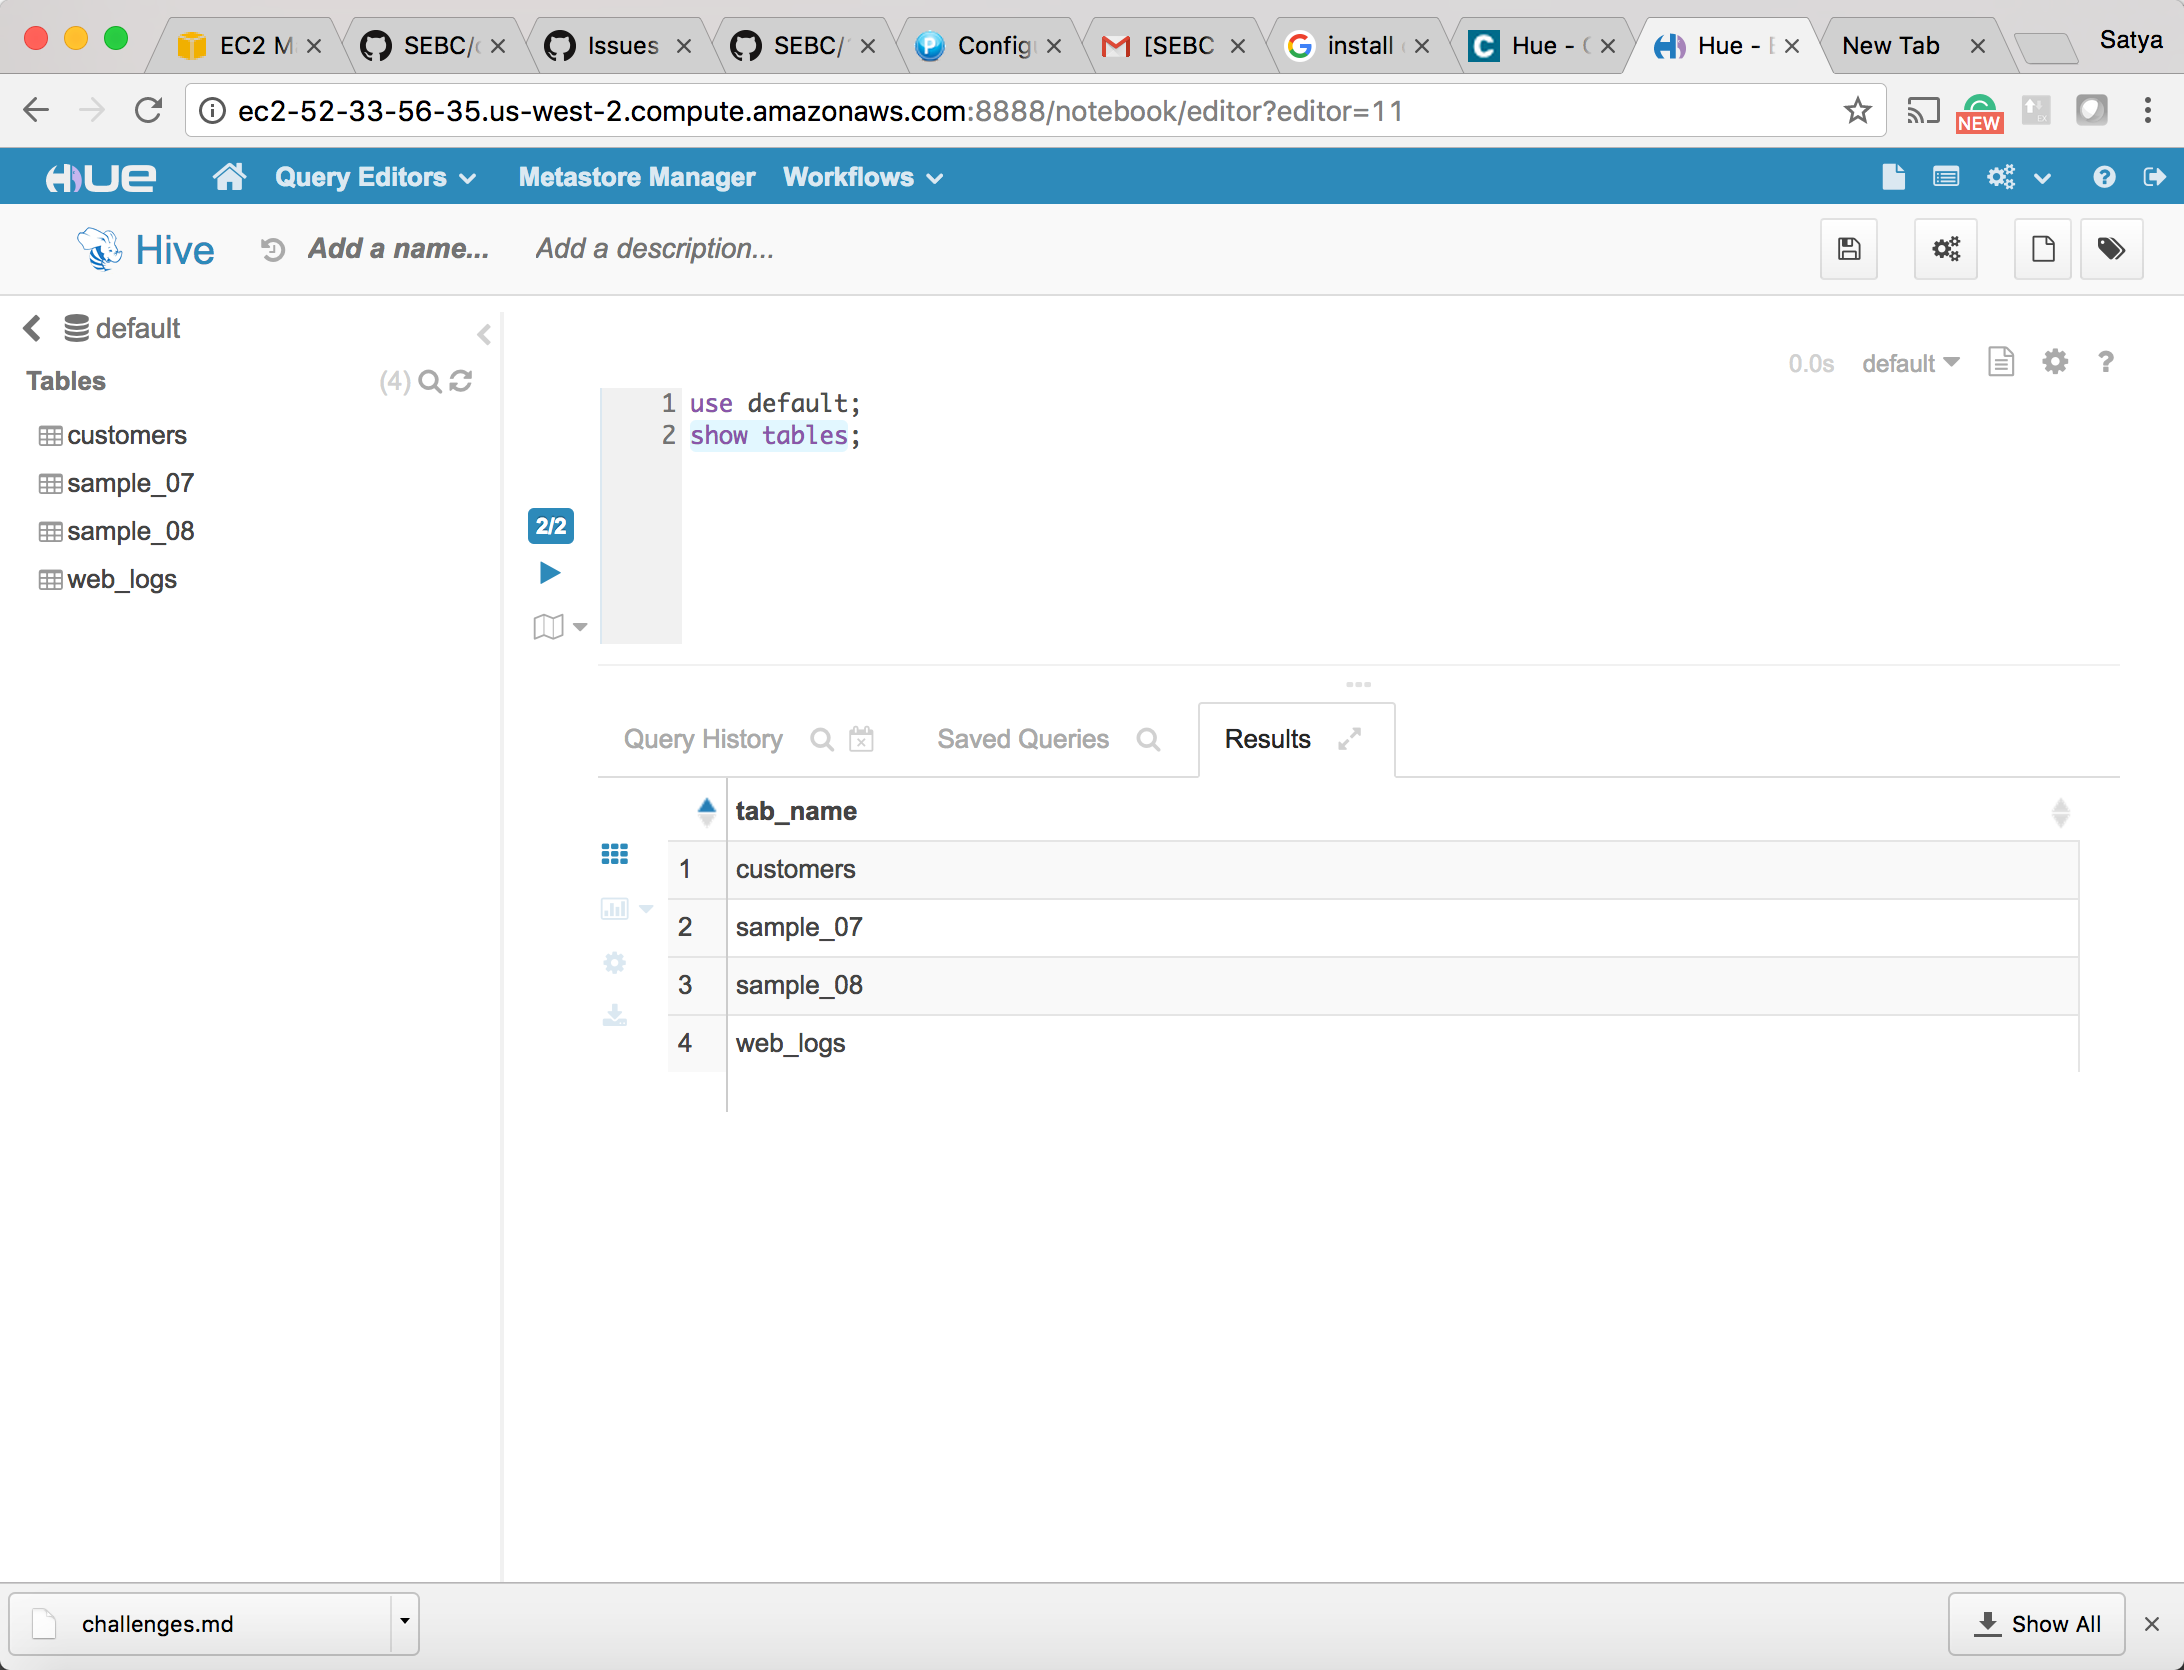 EC2 M
SEBC/
Issues
SEBC/
Config
[SEBC
install
Hue -
Hue -
New Tab
Satya
ec2-52-33-56-35.us-west-2.compute.amazonaws.com:8888/notebook/editor?editor=11
NEW
HUE
Query Editors
Metastore Manager
Workflows
Hive
Add a name...
Add a description...
default
Tables
(4)
customers
sample_07
sample_08
web_logs
0.0s
default
?
1 use default;
2 show tables;
2/2
Query History
Saved Queries
Results
tab_name
1 customers
2 sample_07
3 sample_08
4 web_logs
challenges.md
Show All